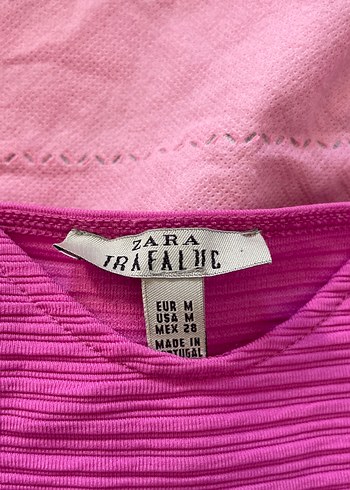 ZARA
TRAFALUC
EUR M
USA M
MEX 28
MADE IN
PORTUGAL